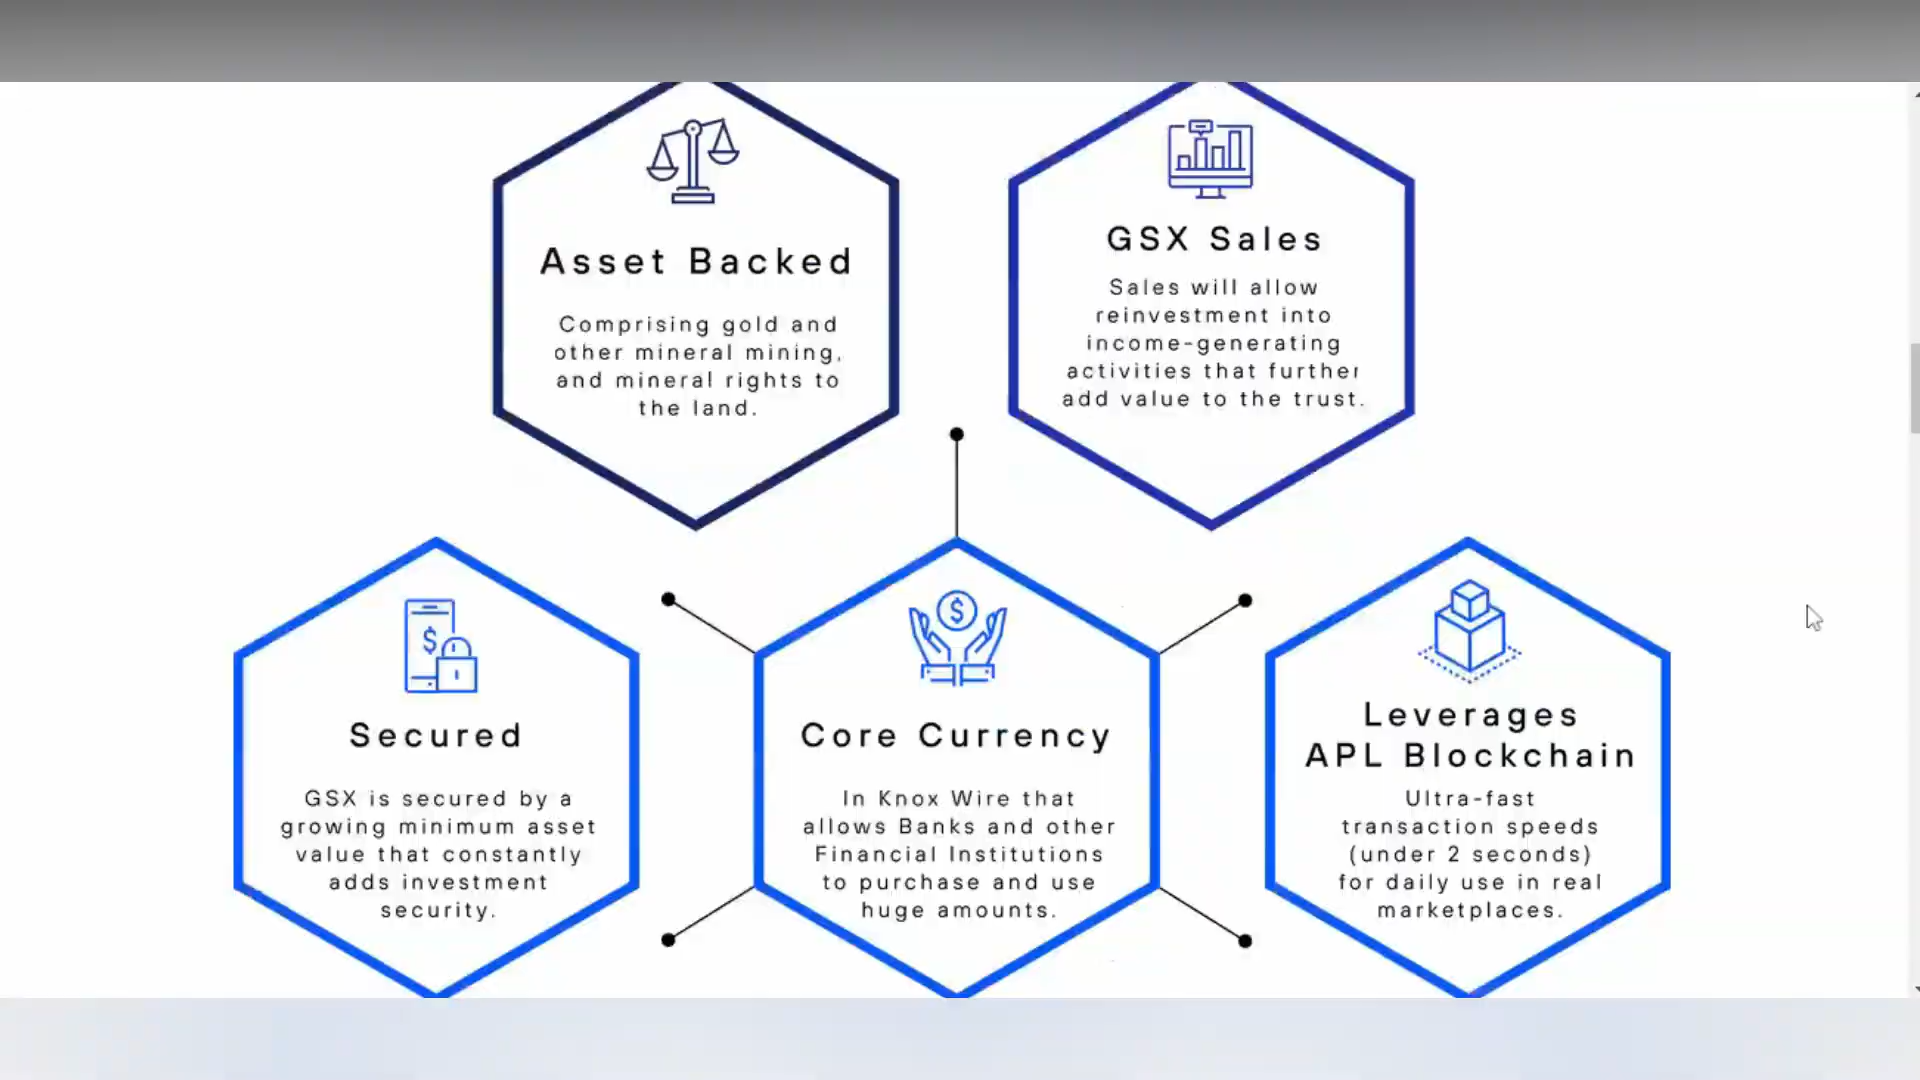 Asset Backed
Comprising gold and
other mineral mining,
and mineral rights to
the land.
GSX Sales
Sales will allow
reinvestment into
income-generating
activities that further
add value to the trust.
Secured
GSX is secured by a
growing minimum asset
value that constantly
adds investment
security.
Core Currency
In Knox Wire that
allows Banks and other
Financial Institutions
to purchase and use
huge amounts.
Leverages
APL Blockchain
Ultra-fast
transaction speeds
(under 2 seconds)
for daily use in real
marketplaces.